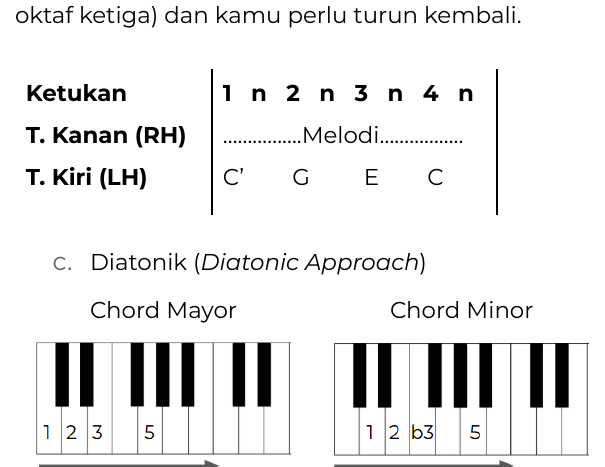 oktaf ketiga) dan kamu perlu turun kembali.
Ketukan 1 n 2 n 3 n 4 n
T. Kanan (RH) ................Melodi.................
T. Kiri (LH) C’ G E C
c. Diatonik (Diatonic Approach)
Chord Mayor Chord Minor
1 2 3 5 1 2 b3 5